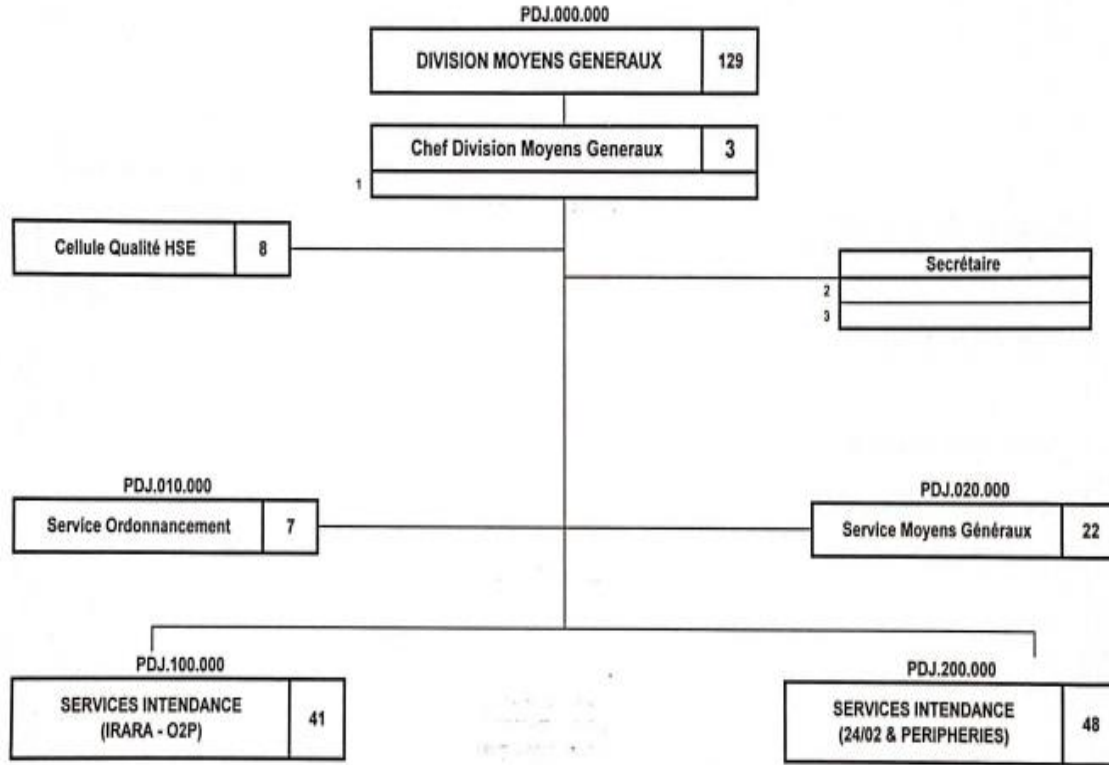 PDJ.000.000
DIVISION MOYENS GENERAUX 129
Chef Division Moyens Generaux 3
1
Cellule Qualité HSE 8
Secrétaire
2
3
PDJ.010.000
Service Ordonnancement 7
PDJ.020.000
Service Moyens Généraux 22
PDJ.100.000
SERVICES INTENDANCE
(IRARA - O2P)
41
PDJ.200.000
SERVICES INTENDANCE
(24/02 & PERIPHERIES)
48